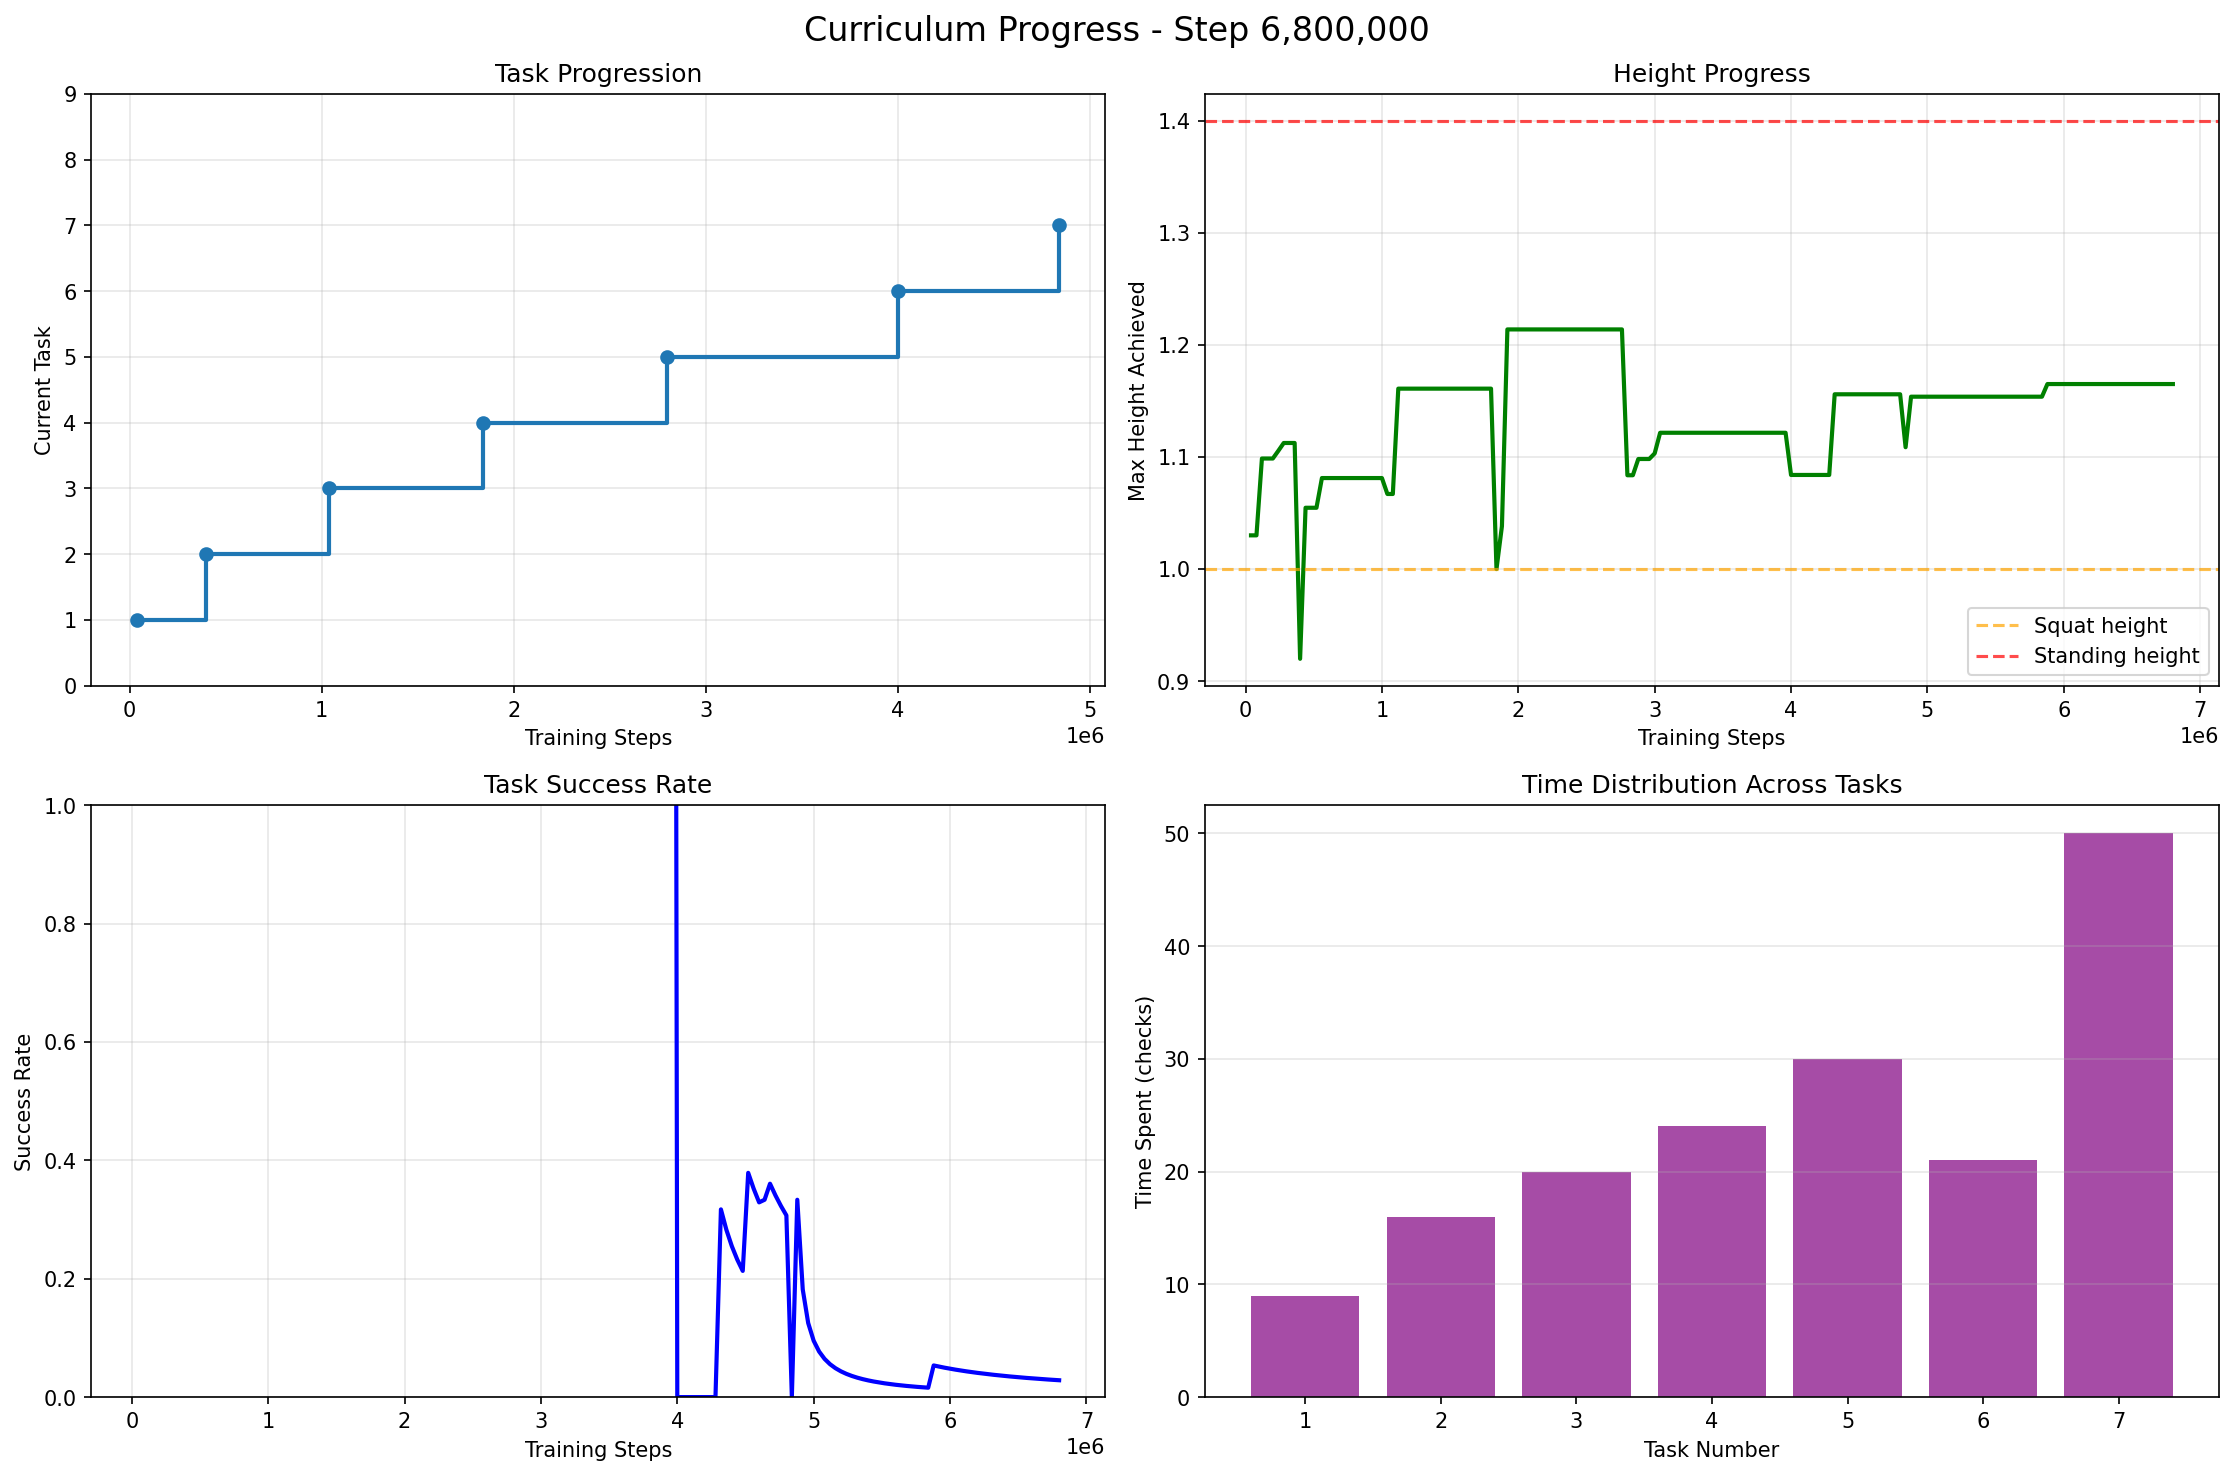 Curriculum Progress - Step 6,800,000
Task Progression
Current Task
9
8
7
6
5
4
3
2
1
0
0 1 2 3 4 5
1e6
Training Steps
Height Progress
Max Height Achieved
1.4
1.3
1.2
1.1
1.0
0.9
Squat height
Standing height
0 1 2 3 4 5 6 7
1e6
Training Steps
Task Success Rate
Success Rate
1.0
0.8
0.6
0.4
0.2
0.0
0 1 2 3 4 5 6 7
1e6
Training Steps
Time Distribution Across Tasks
Time Spent (checks)
50
40
30
20
10
0
1 2 3 4 5 6 7
Task Number